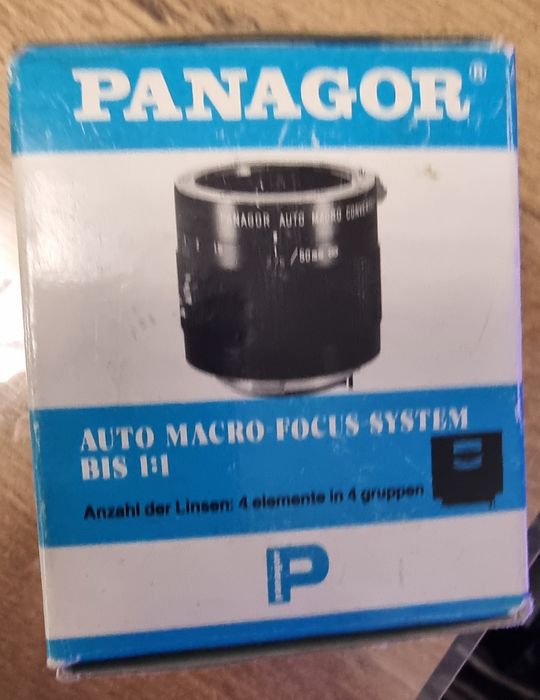 PANAGOR®
PANAGOR AUTO MACRO CONVERTER
AUTO MACRO FOCUS SYSTEM
BIS 1:1
Anzahl der Linsen: 4 elemente in 4 gruppen
panagor
P